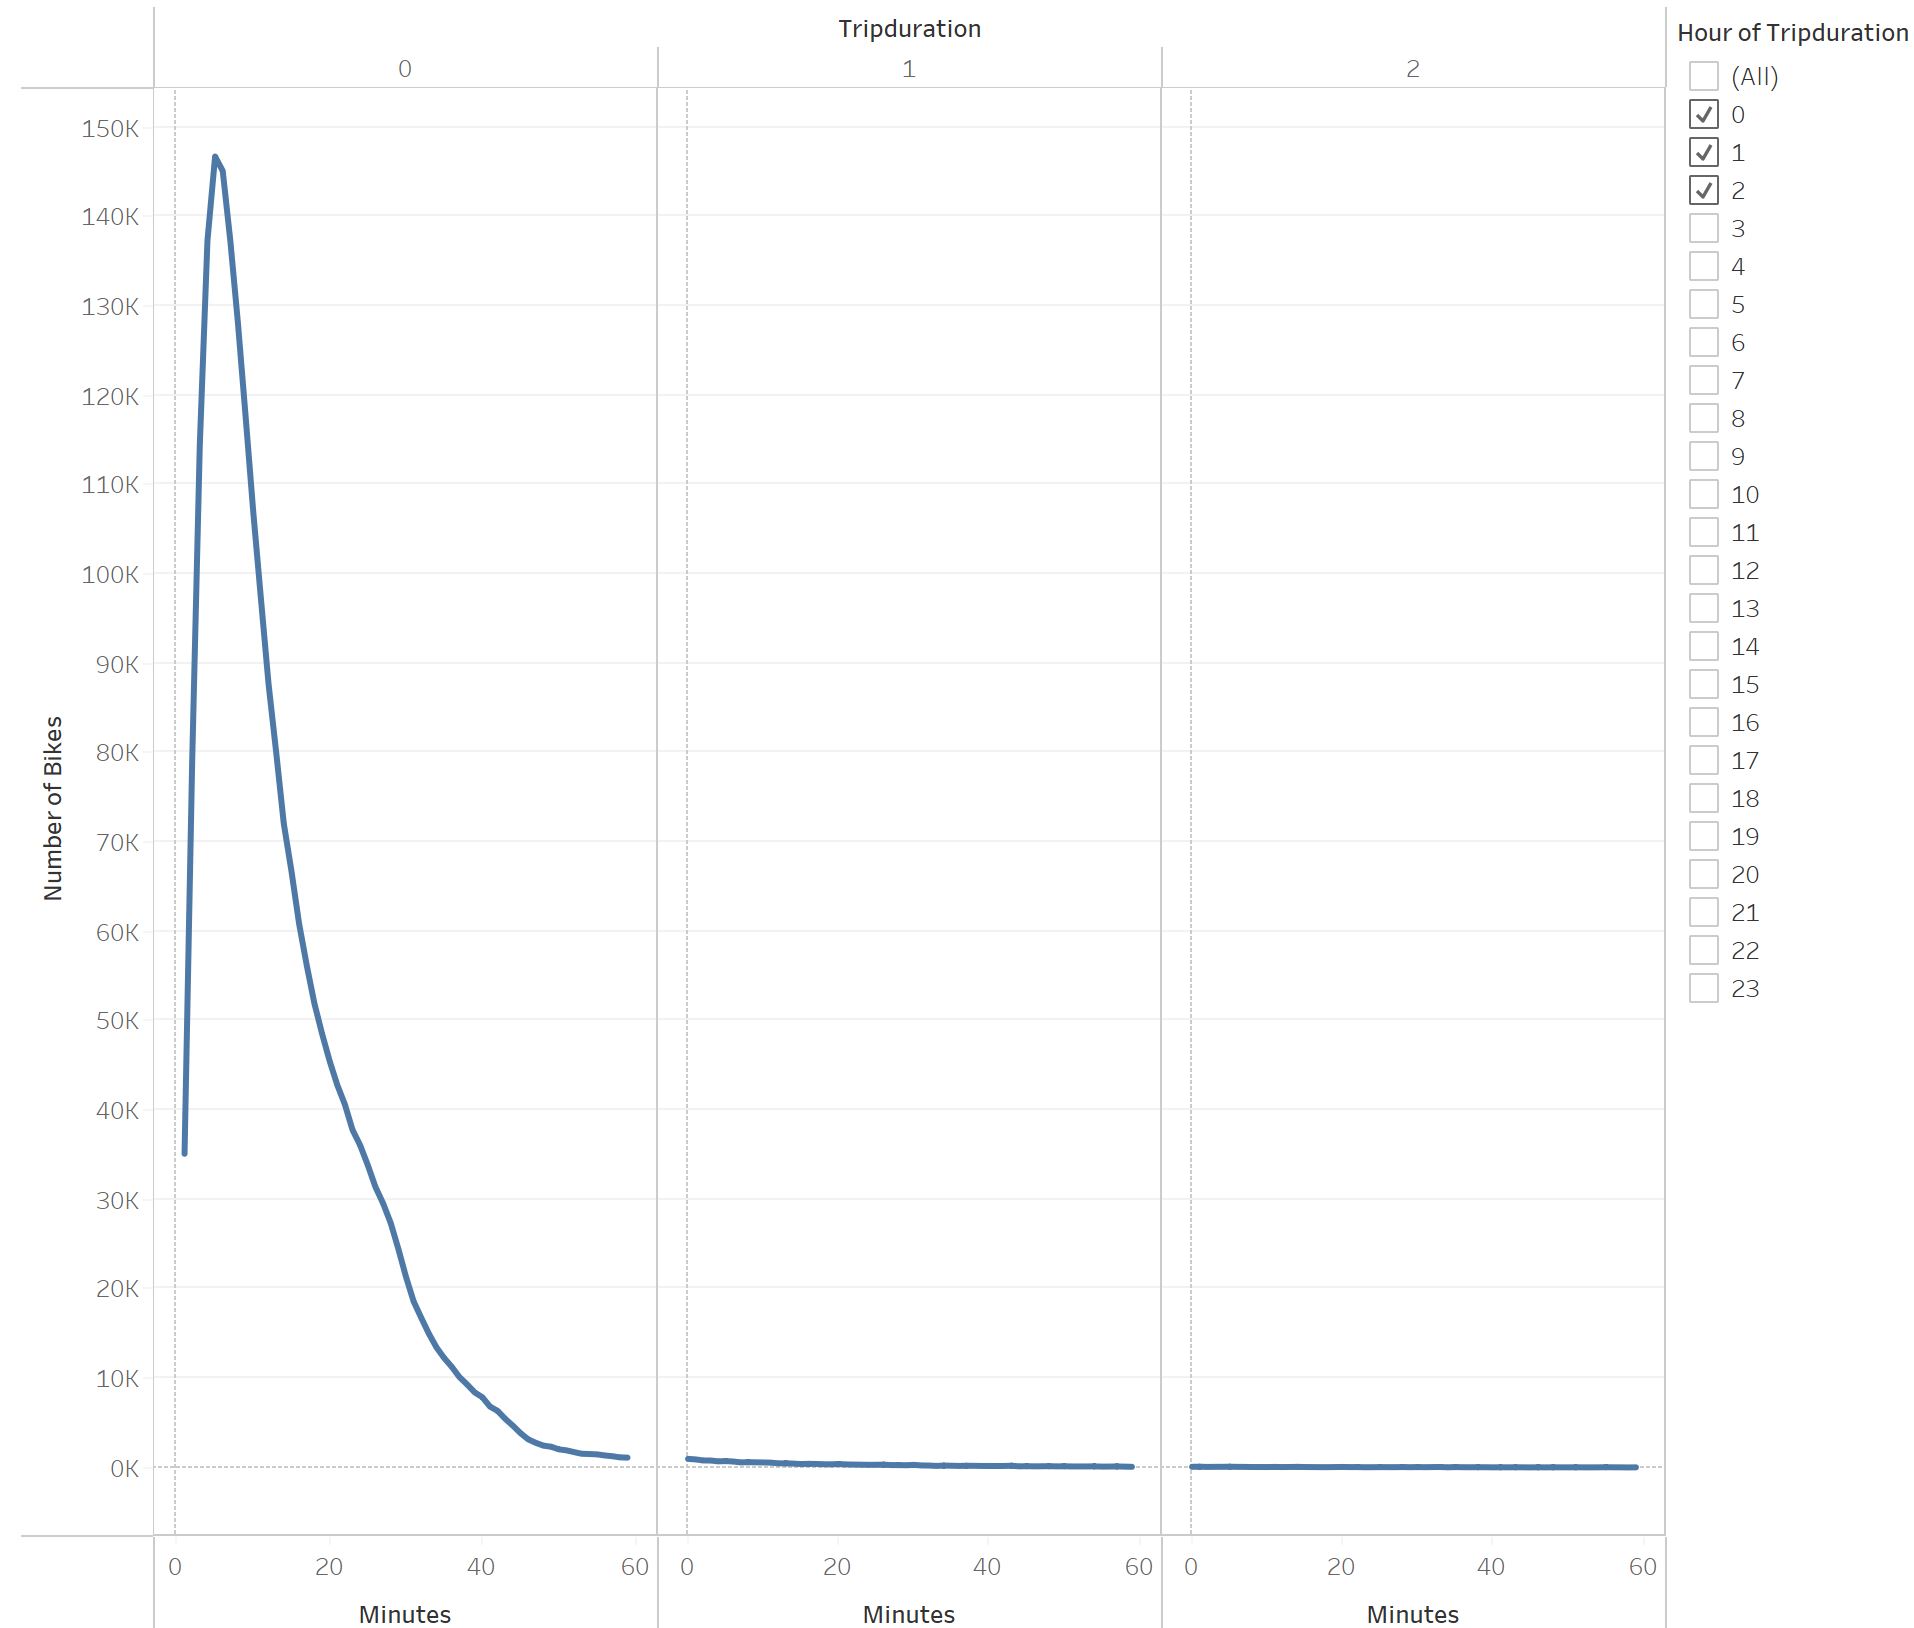 Tripduration
0
1
2
150K
140K
130K
120K
110K
100K
90K
80K
70K
60K
50K
40K
30K
20K
10K
0K
Number of Bikes
0 20 40 60
0 20 40 60
0 20 40 60
Minutes
Minutes
Minutes
Hour of Tripduration
(All)
0
1
2
3
4
5
6
7
8
9
10
11
12
13
14
15
16
17
18
19
20
21
22
23